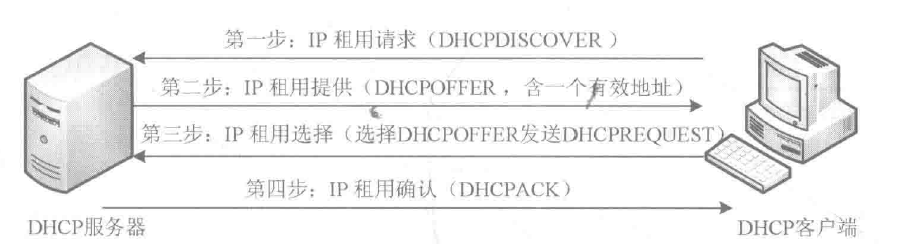 第一步：IP 租用请求（DHCPDISCOVER ）
第二步：IP 租用提供（DHCPOFFER ，含一个有效地址）
第三步：IP 租用选择（选择DHCPOFFER发送DHCPREQUEST）
第四步：IP 租用确认（DHCPACK）
DHCP服务器
DHCP客户端